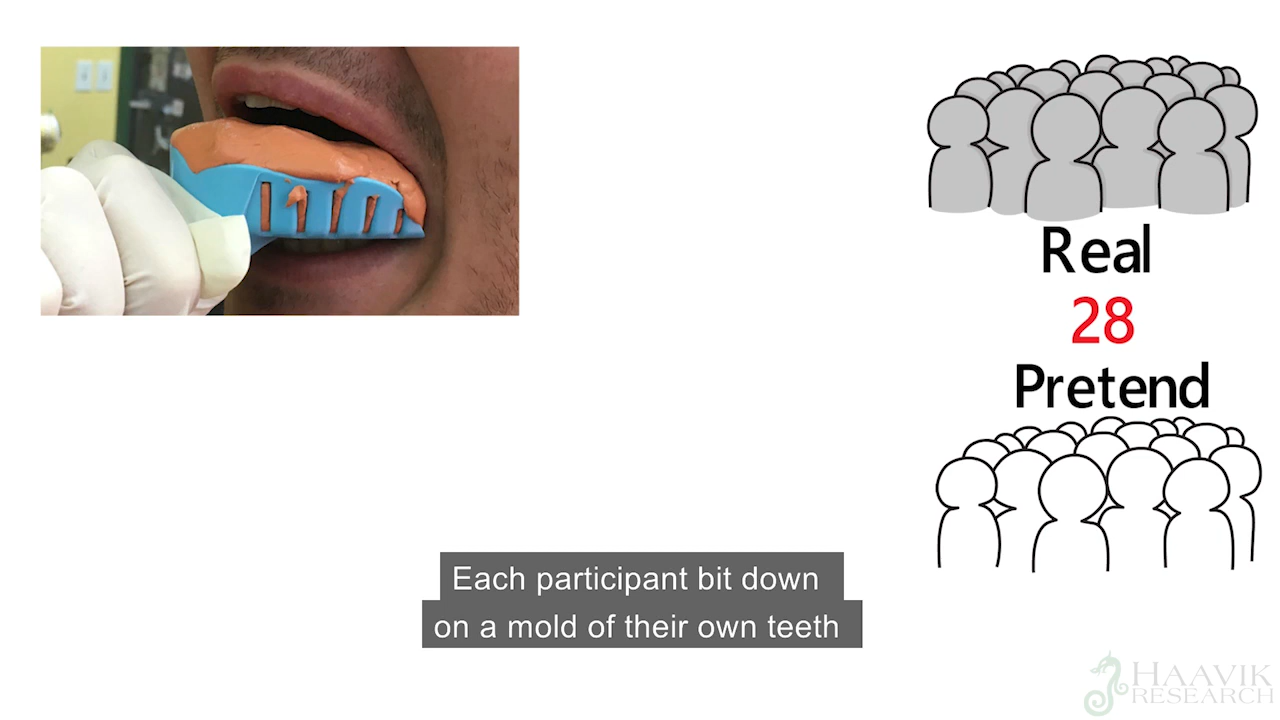 Real
28
Pretend
Each participant bit down
on a mold of their own teeth
HAAVIK
RESEARCH